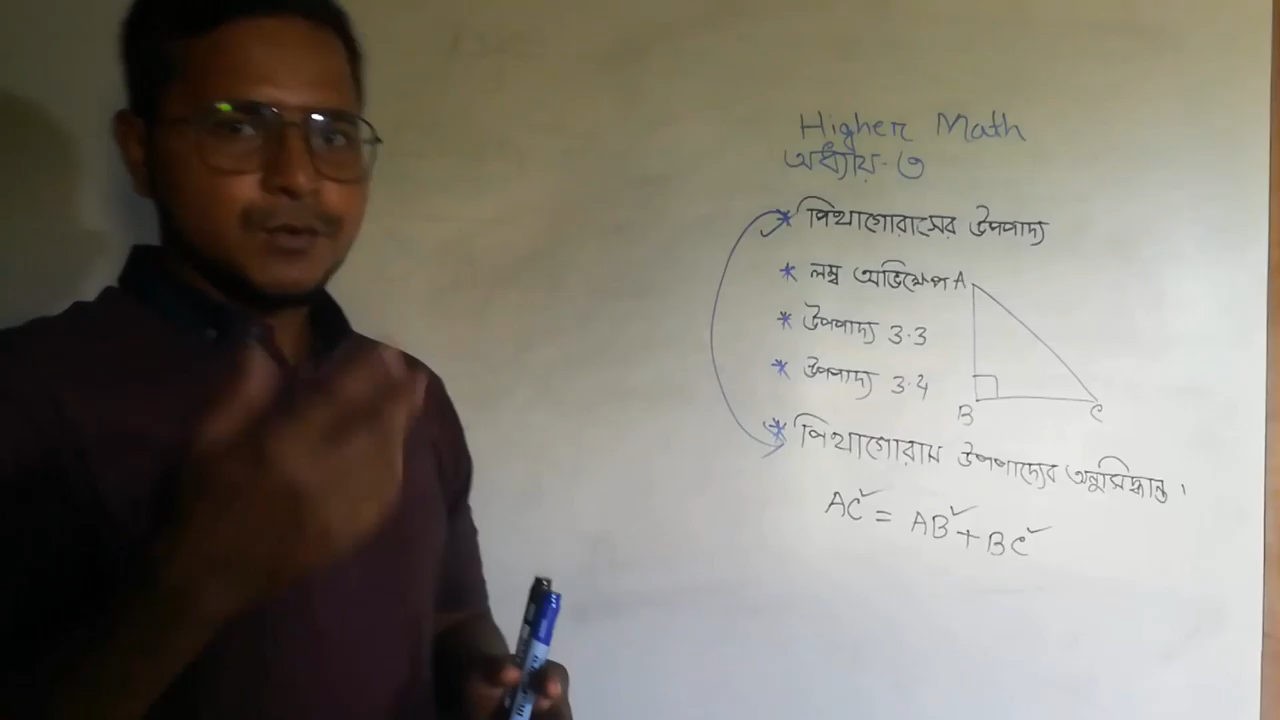 Higher Math
অধ্যায়-৩
* পিথাগোরাসের উপপাদ্য
* লম্ব অভিক্ষেপ
* উপপাদ্য 3.3
* উপপাদ্য 3.4
* পিথাগোরাস উপপাদ্যের অনুসিদ্ধান্ত।
A
B
C
AC² = AB² + BC²